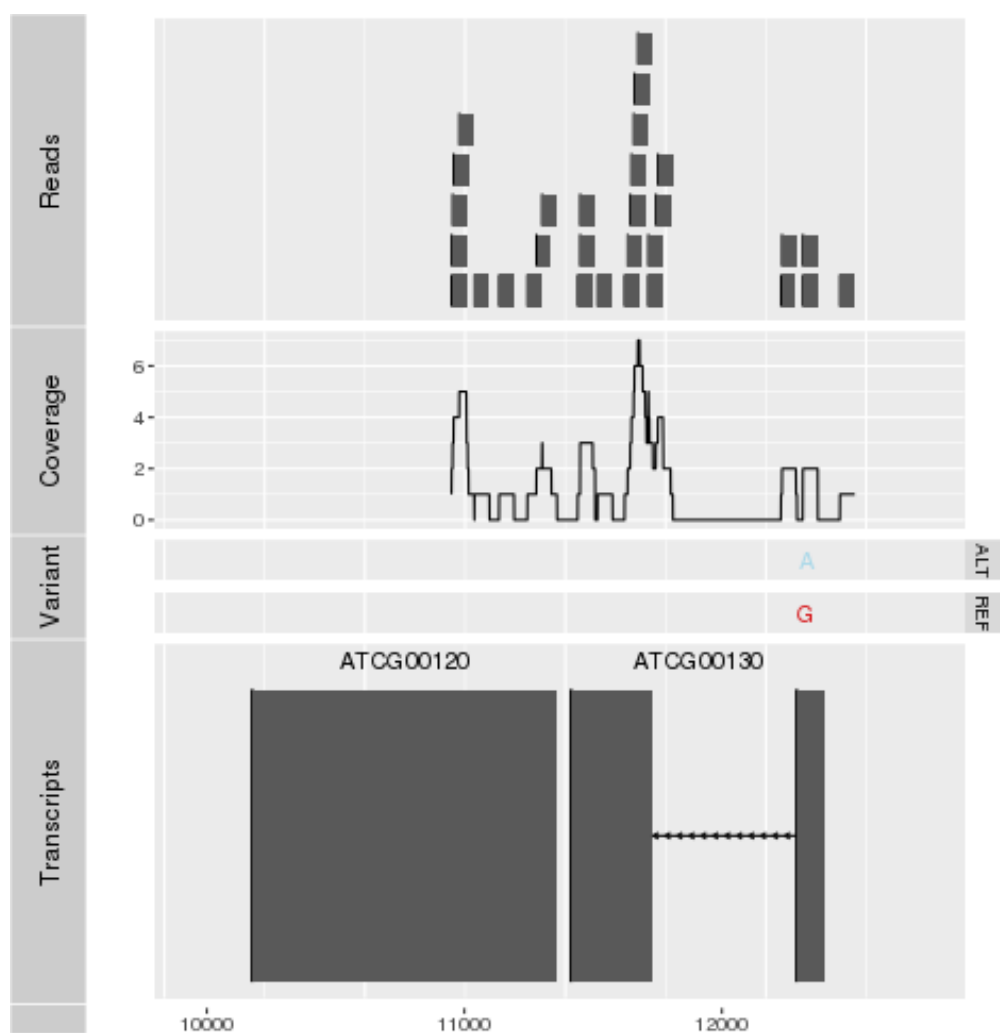 Reads
Coverage
6
4
2
0
Variant
A
ALT
G
REF
Transcripts
ATCG00120
ATCG00130
10000
11000
12000